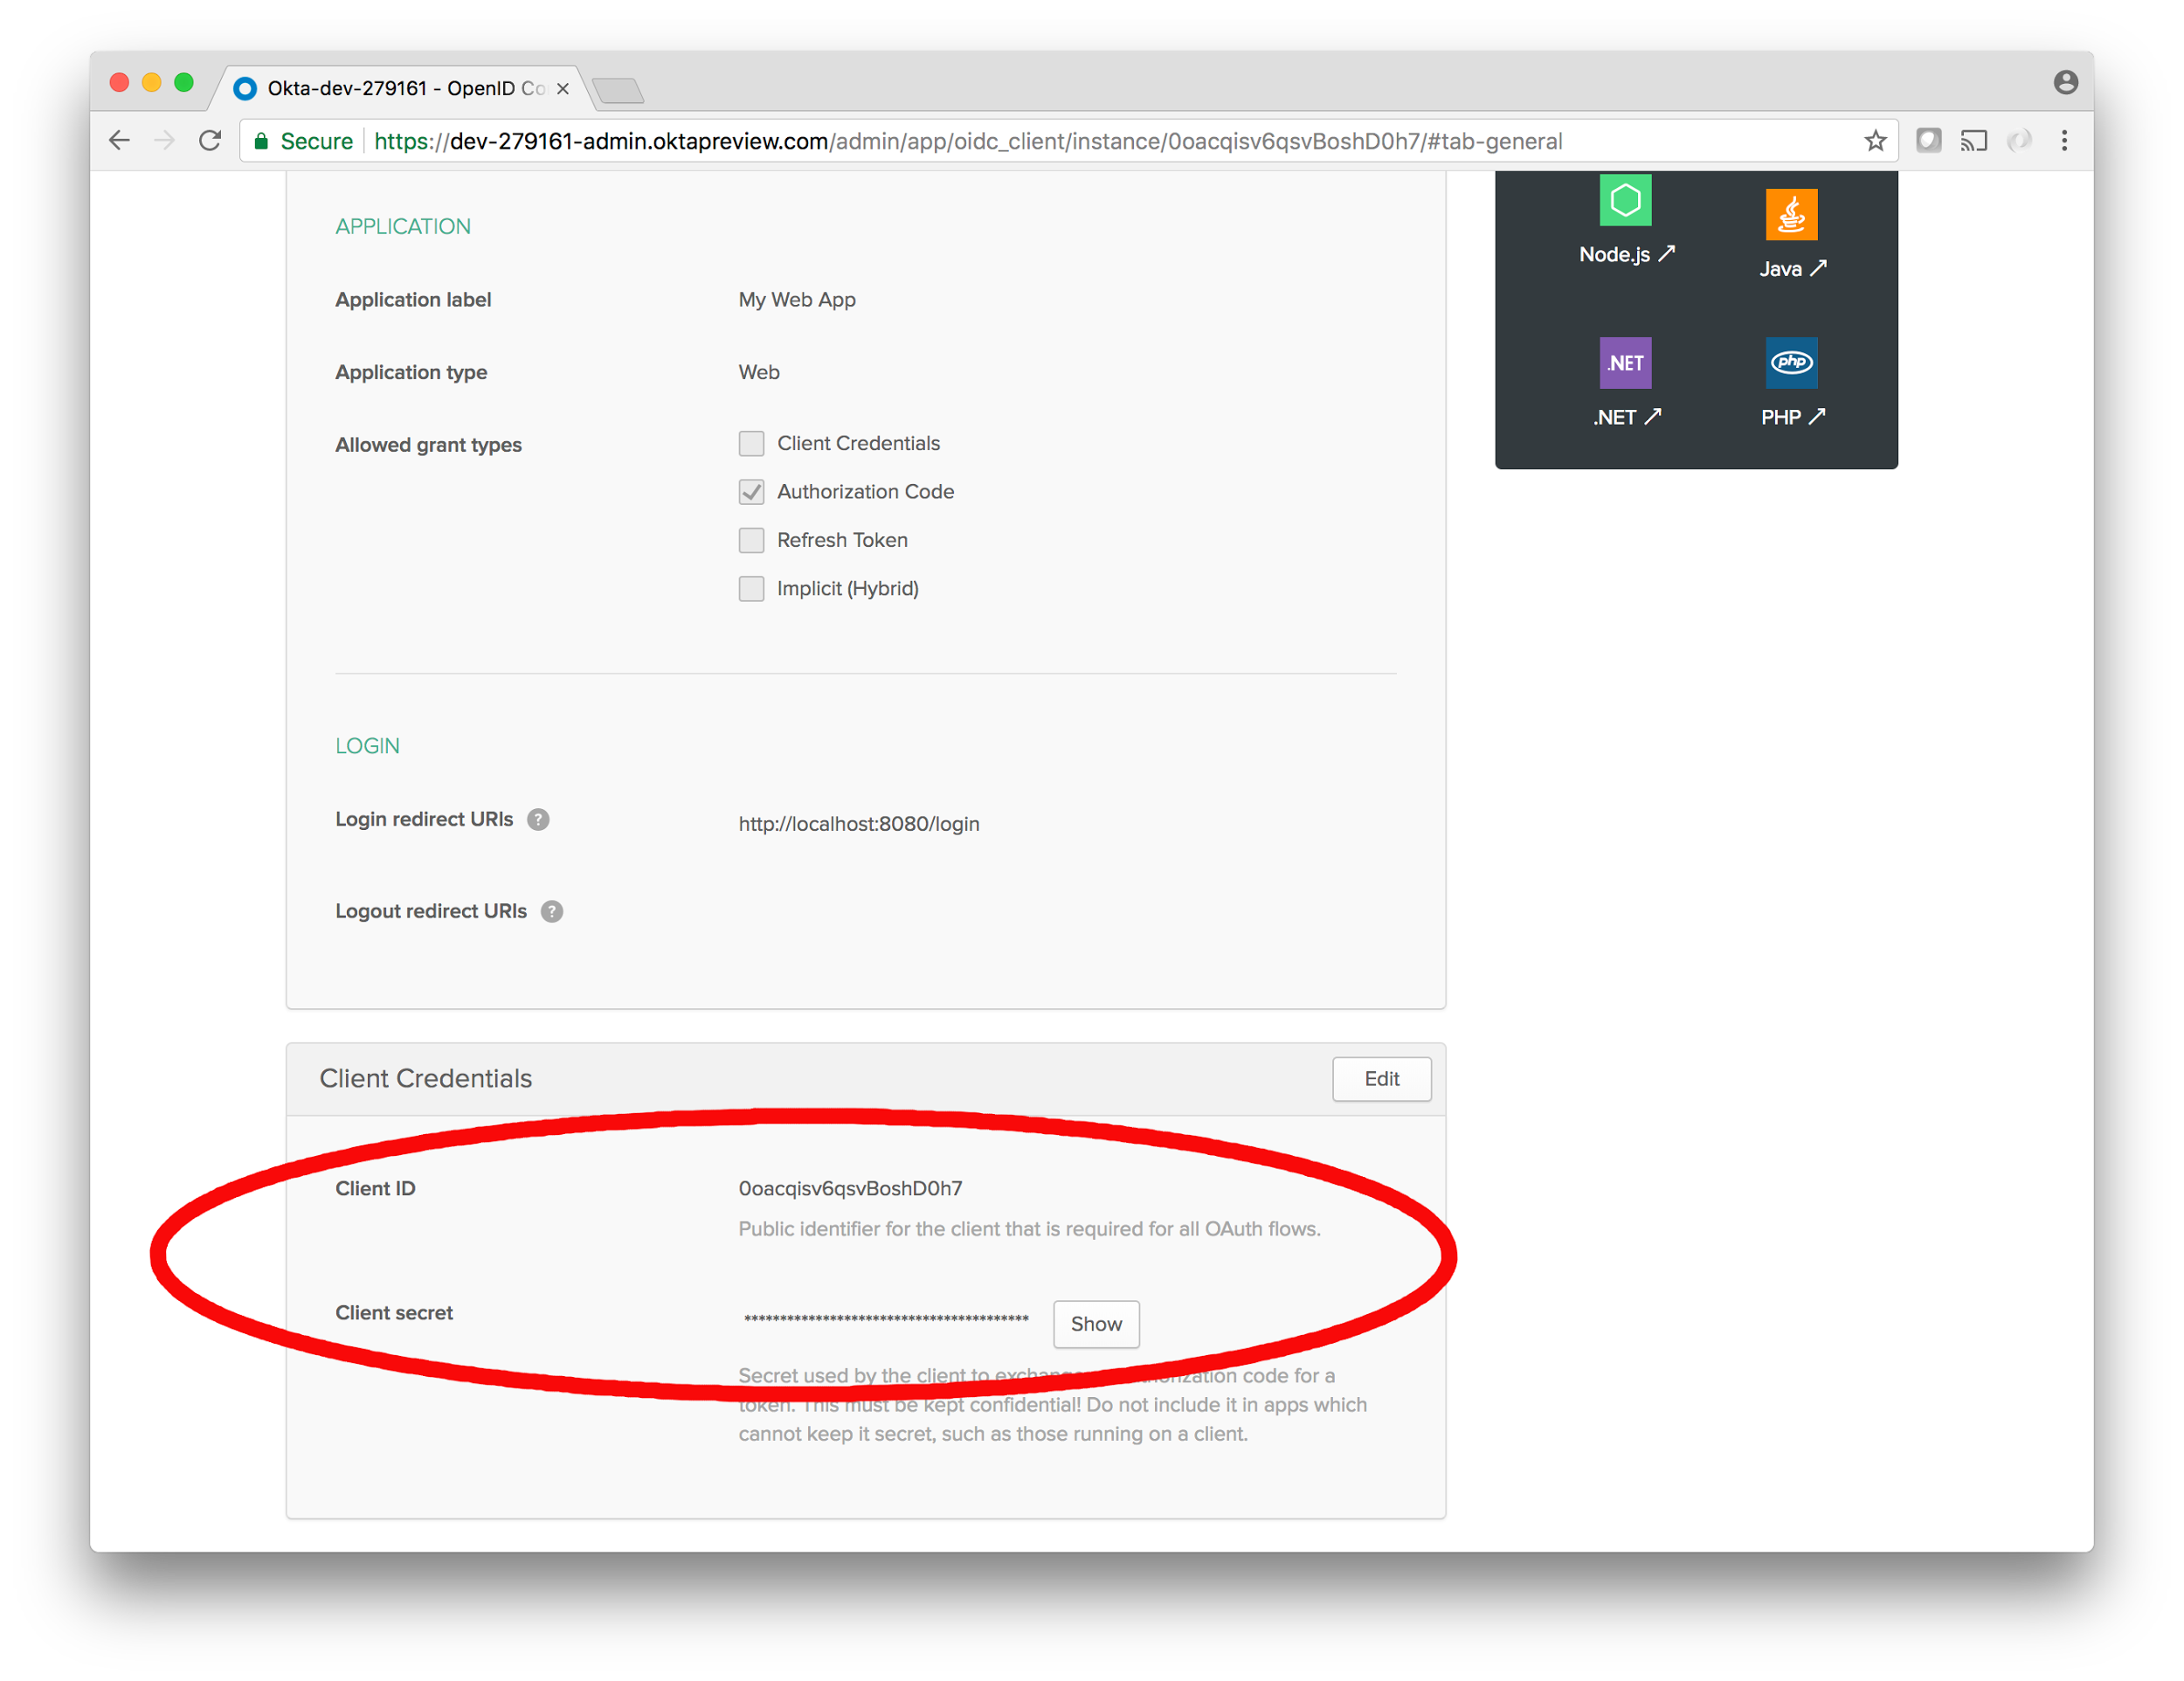 Okta-dev-279161 - OpenID Co
Secure https://dev-279161-admin.oktapreview.com/admin/app/oidc_client/instance/0oacqisv6qsvBoshD0h7/#tab-general
APPLICATION
Application label My Web App
Application type Web
Allowed grant types Client Credentials
Authorization Code
Refresh Token
Implicit (Hybrid)
LOGIN
Login redirect URIs ? http://localhost:8080/login
Logout redirect URIs ?
Node.js
Java
.NET
.NET
php
PHP
Client Credentials Edit
Client ID 0oacqisv6qsvBoshD0h7
Public identifier for the client that is required for all OAuth flows.
Client secret **************************************** Show
Secret used by the client to code for a
token. This must be kept confidential! Do not include it in apps which
cannot keep it secret, such as those running on a client.